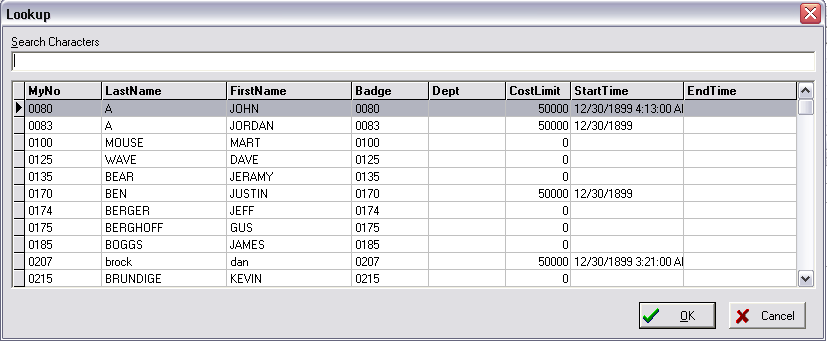 Lookup
Search Characters
MyNo LastName FirstName Badge Dept CostLimit StartTime EndTime
0080 A JOHN 0080 50000 12/30/1899 4:13:00 A
0083 A JORDAN 0083 50000 12/30/1899
0100 MOUSE MART 0100 0
0125 WAVE DAVE 0125 0
0135 BEAR JERAMY 0135 0
0170 BEN JUSTIN 0170 50000 12/30/1899
0174 BERGER JEFF 0174 0
0175 BERGHOFF GUS 0175 0
0185 BOGGS JAMES 0185 0
0207 brock dan 0207 50000 12/30/1899 3:21:00 A
0215 BRUNDIGE KEVIN 0215 0
OK Cancel